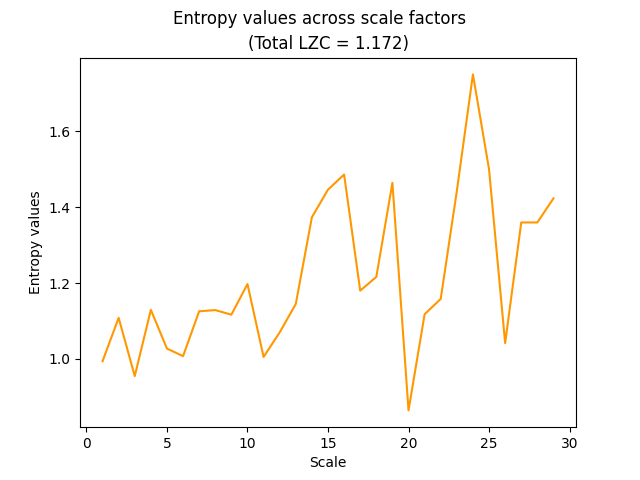 Entropy values across scale factors
(Total LZC = 1.172)
1.6
1.4
1.2
1.0
Entropy values
0 5 10 15 20 25 30
Scale